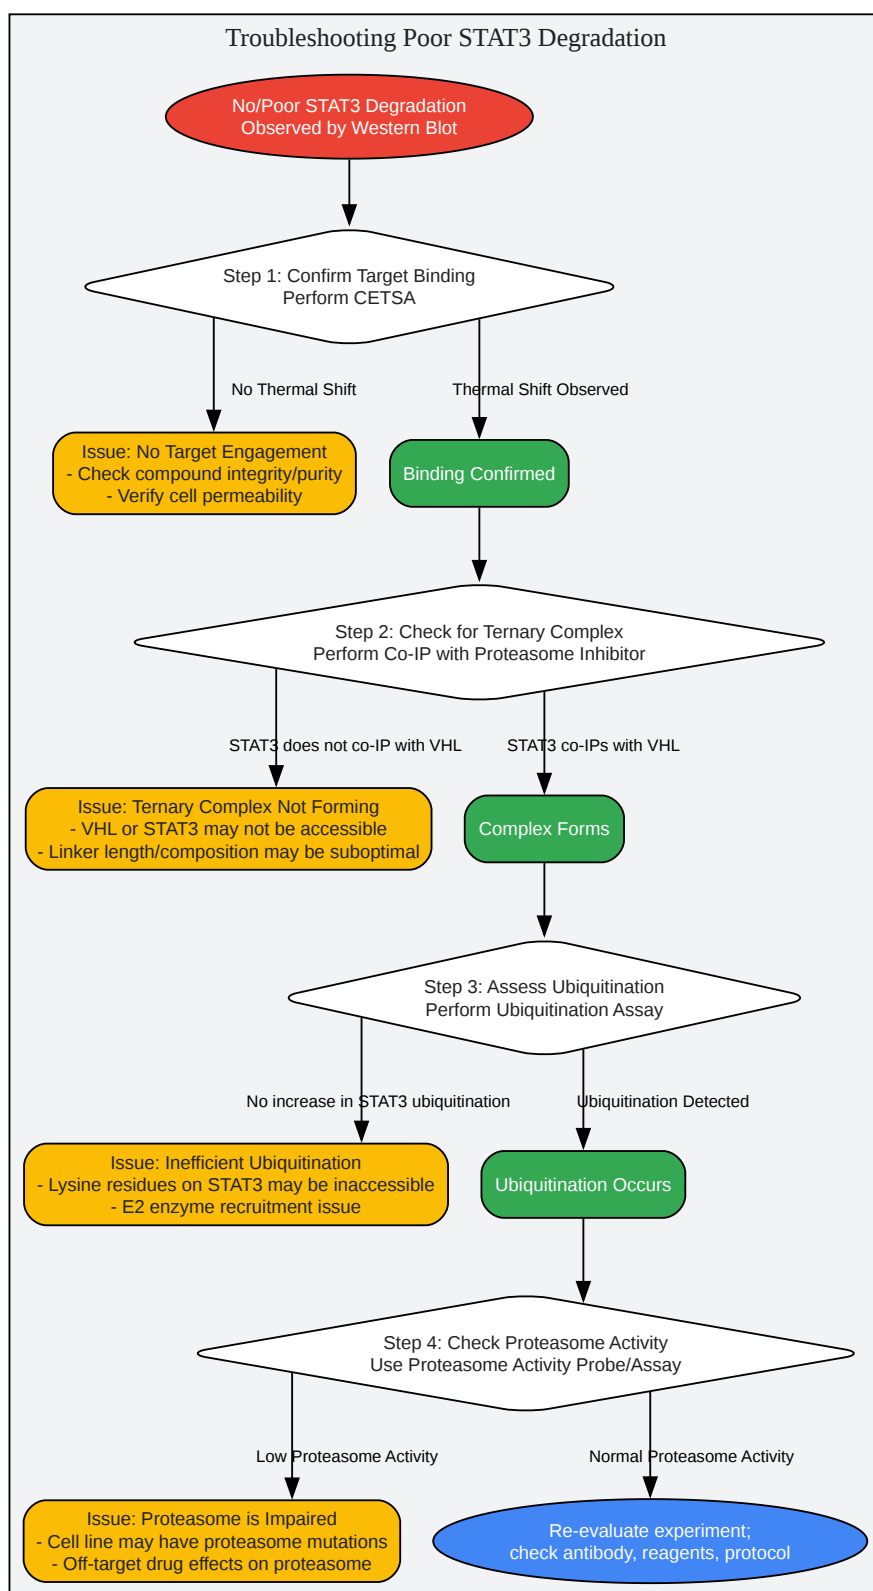 Troubleshooting Poor STAT3 Degradation
No/Poor STAT3 Degradation
Observed by Western Blot
Step 1: Confirm Target Binding
Perform CETSA
No Thermal Shift
Thermal Shift Observed
Issue: No Target Engagement
- Check compound integrity/purity
- Verify cell permeability
Binding Confirmed
Step 2: Check for Ternary Complex
Perform Co-IP with Proteasome Inhibitor
STAT3 does not co-IP with VHL
STAT3 co-IPs with VHL
Issue: Ternary Complex Not Forming
- VHL or STAT3 may not be accessible
- Linker length/composition may be suboptimal
Complex Forms
Step 3: Assess Ubiquitination
Perform Ubiquitination Assay
No increase in STAT3 ubiquitination
Ubiquitination Detected
Issue: Inefficient Ubiquitination
- Lysine residues on STAT3 may be inaccessible
- E2 enzyme recruitment issue
Ubiquitination Occurs
Step 4: Check Proteasome Activity
Use Proteasome Activity Probe/Assay
Low Proteasome Activity
Normal Proteasome Activity
Issue: Proteasome is Impaired
- Cell line may have proteasome mutations
- Off-target drug effects on proteasome
Re-evaluate experiment;
check antibody, reagents, protocol